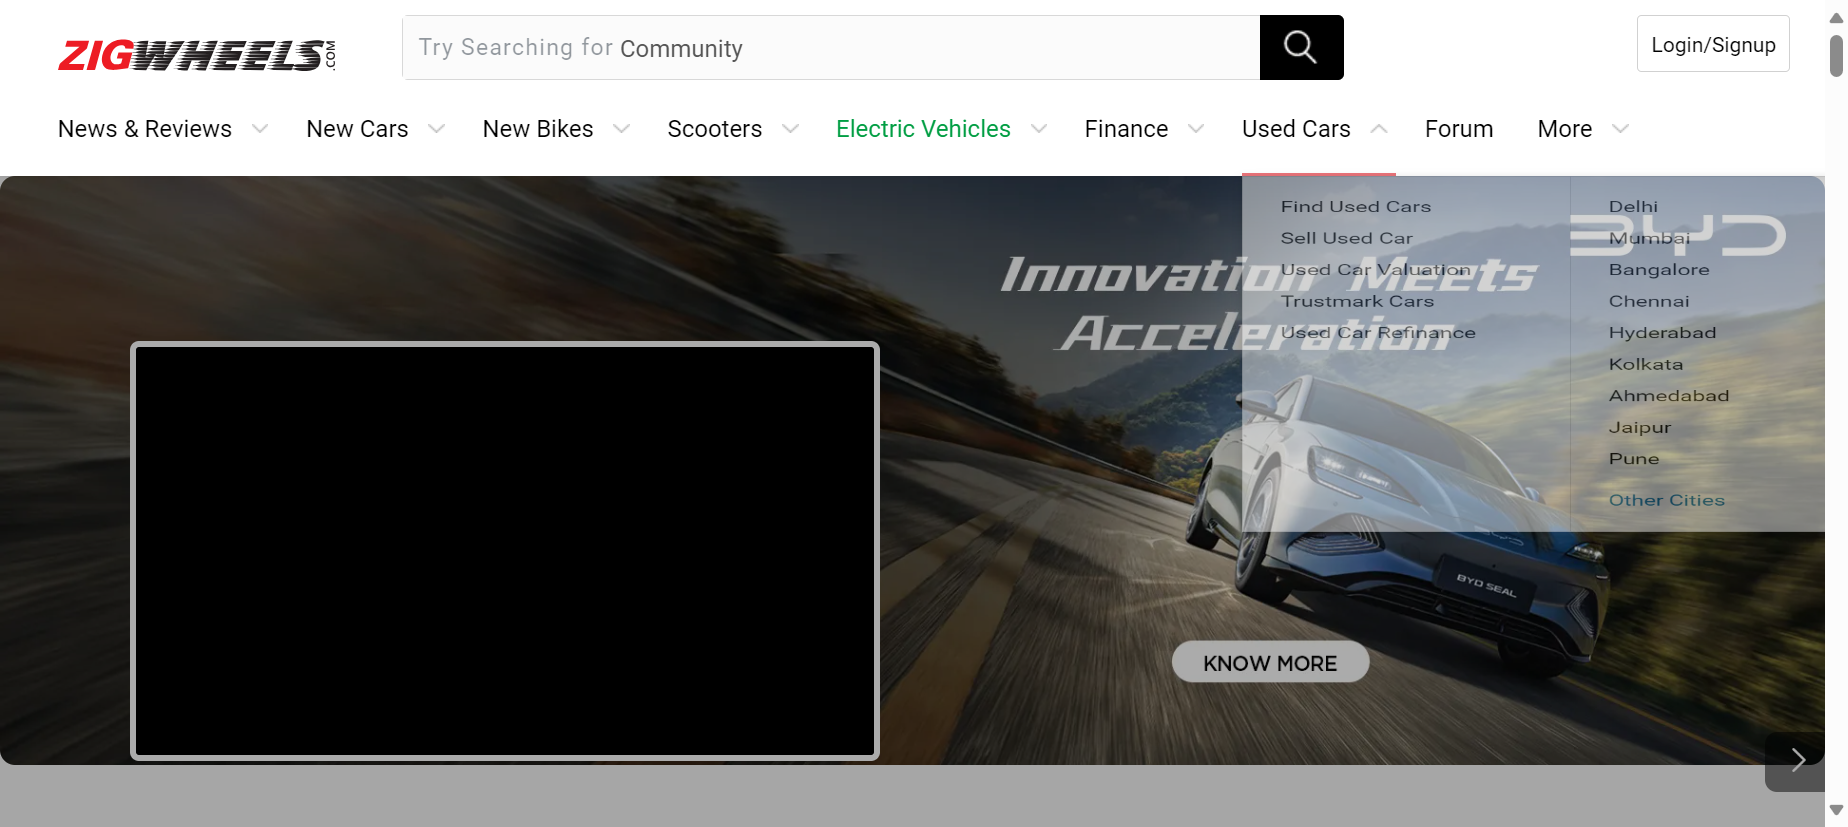 ZIGWHEELS.COM
Try Searching for Community
Login/Signup
News & Reviews
New Cars
New Bikes
Scooters
Electric Vehicles
Finance
Used Cars
Forum
More
Find Used Cars
Sell Used Car
Used Car Valuation
Trustmark Cars
Used Car Refinance
Delhi
Mumbai
Bangalore
Chennai
Hyderabad
Kolkata
Ahmedabad
Jaipur
Pune
Other Cities
BYD
Innovation Meets
Acceleration
BYD SEAL
KNOW MORE